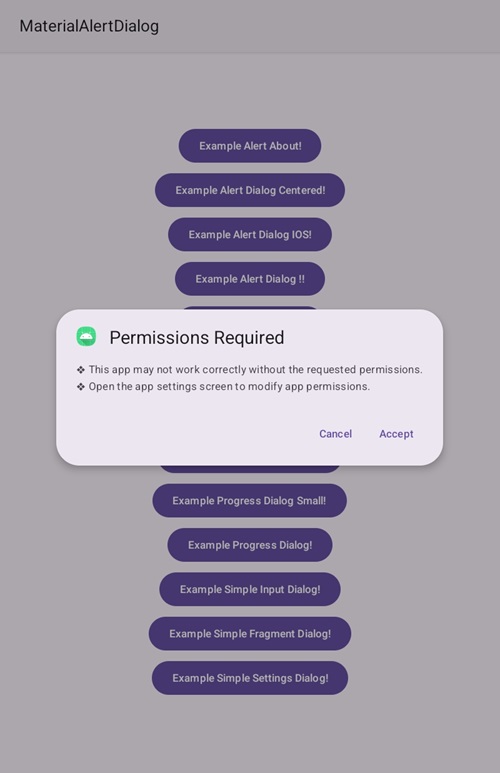 MaterialAlertDialog
Example Alert About!
Example Alert Dialog Centered!
Example Alert Dialog IOS!
Example Alert Dialog !!
Permissions Required
❖ This app may not work correctly without the requested permissions.
❖ Open the app settings screen to modify app permissions.
Cancel Accept
Example Progress Dialog Small!
Example Progress Dialog!
Example Simple Input Dialog!
Example Simple Fragment Dialog!
Example Simple Settings Dialog!